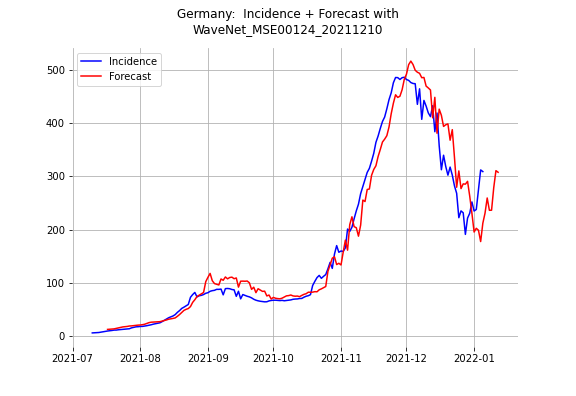 Germany:  Incidence + Forecast with
WaveNet_MSE00124_20211210
Incidence
Forecast
500
400
300
200
100
0
2021-07 2021-08 2021-09 2021-10 2021-11 2021-12 2022-01